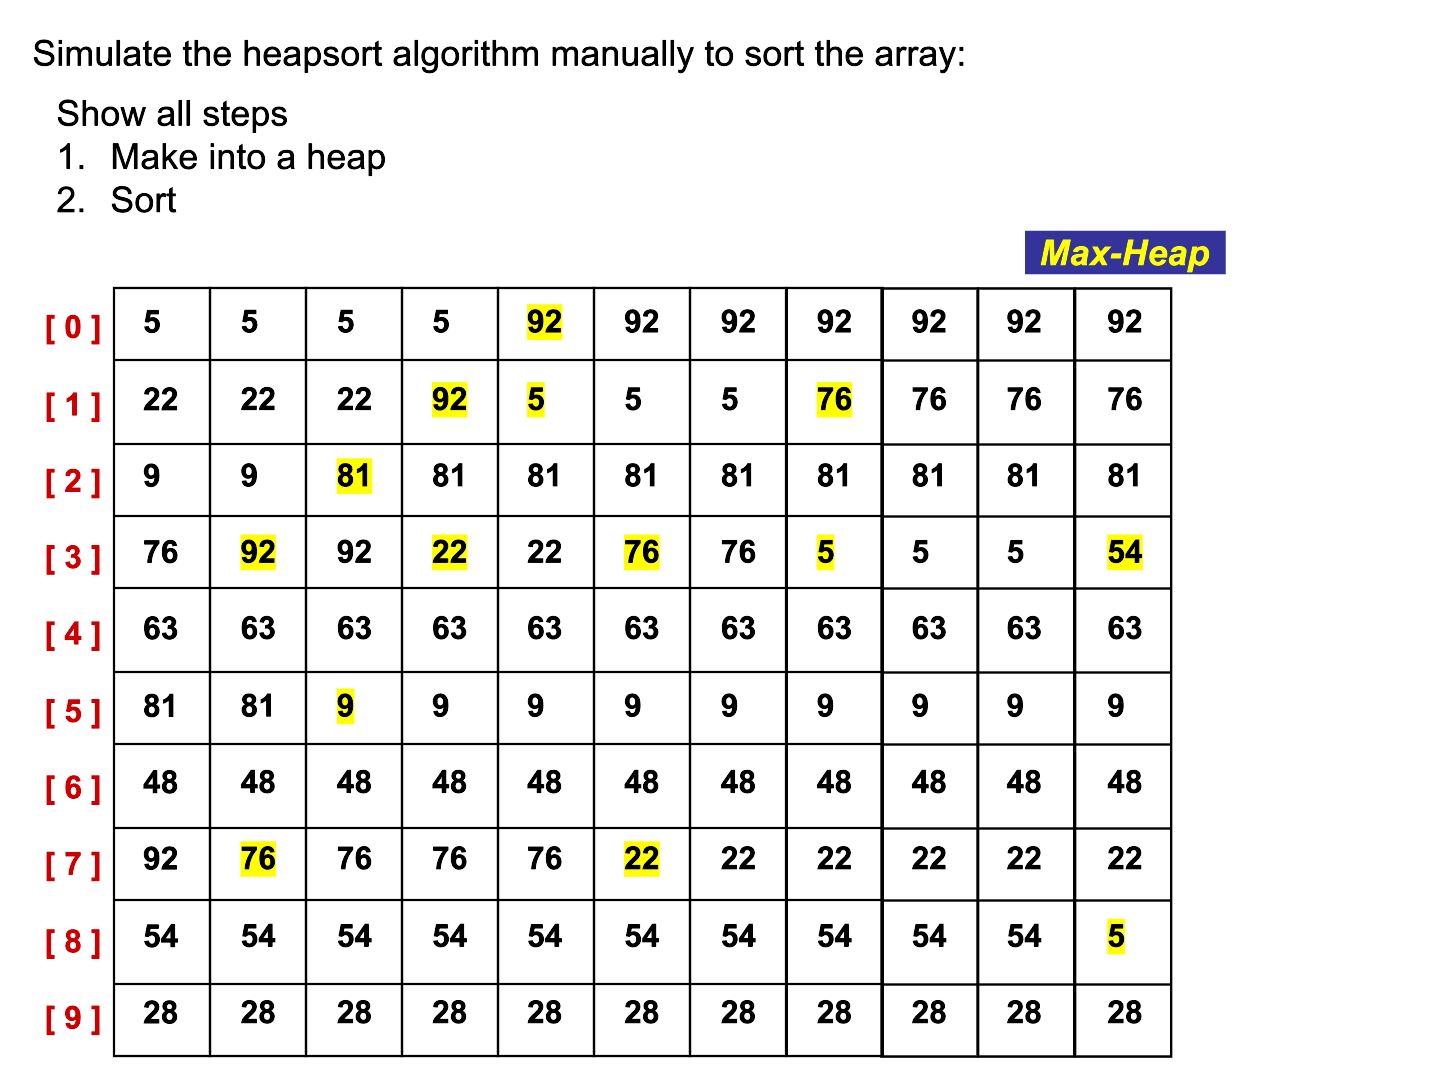 Simulate the heapsort algorithm manually to sort the array:
Show all steps
1. Make into a heap
2. Sort
Max-Heap
[ 0 ] 5 5 5 5 92 92 92 92 92 92 92
[ 1 ] 22 22 22 92 5 5 5 76 76 76 76
[ 2 ] 9 9 81 81 81 81 81 81 81 81 81
[ 3 ] 76 92 92 22 22 76 76 5 5 5 54
[ 4 ] 63 63 63 63 63 63 63 63 63 63 63
[ 5 ] 81 81 9 9 9 9 9 9 9 9 9
[ 6 ] 48 48 48 48 48 48 48 48 48 48 48
[ 7 ] 92 76 76 76 76 22 22 22 22 22 22
[ 8 ] 54 54 54 54 54 54 54 54 54 54 5
[ 9 ] 28 28 28 28 28 28 28 28 28 28 28